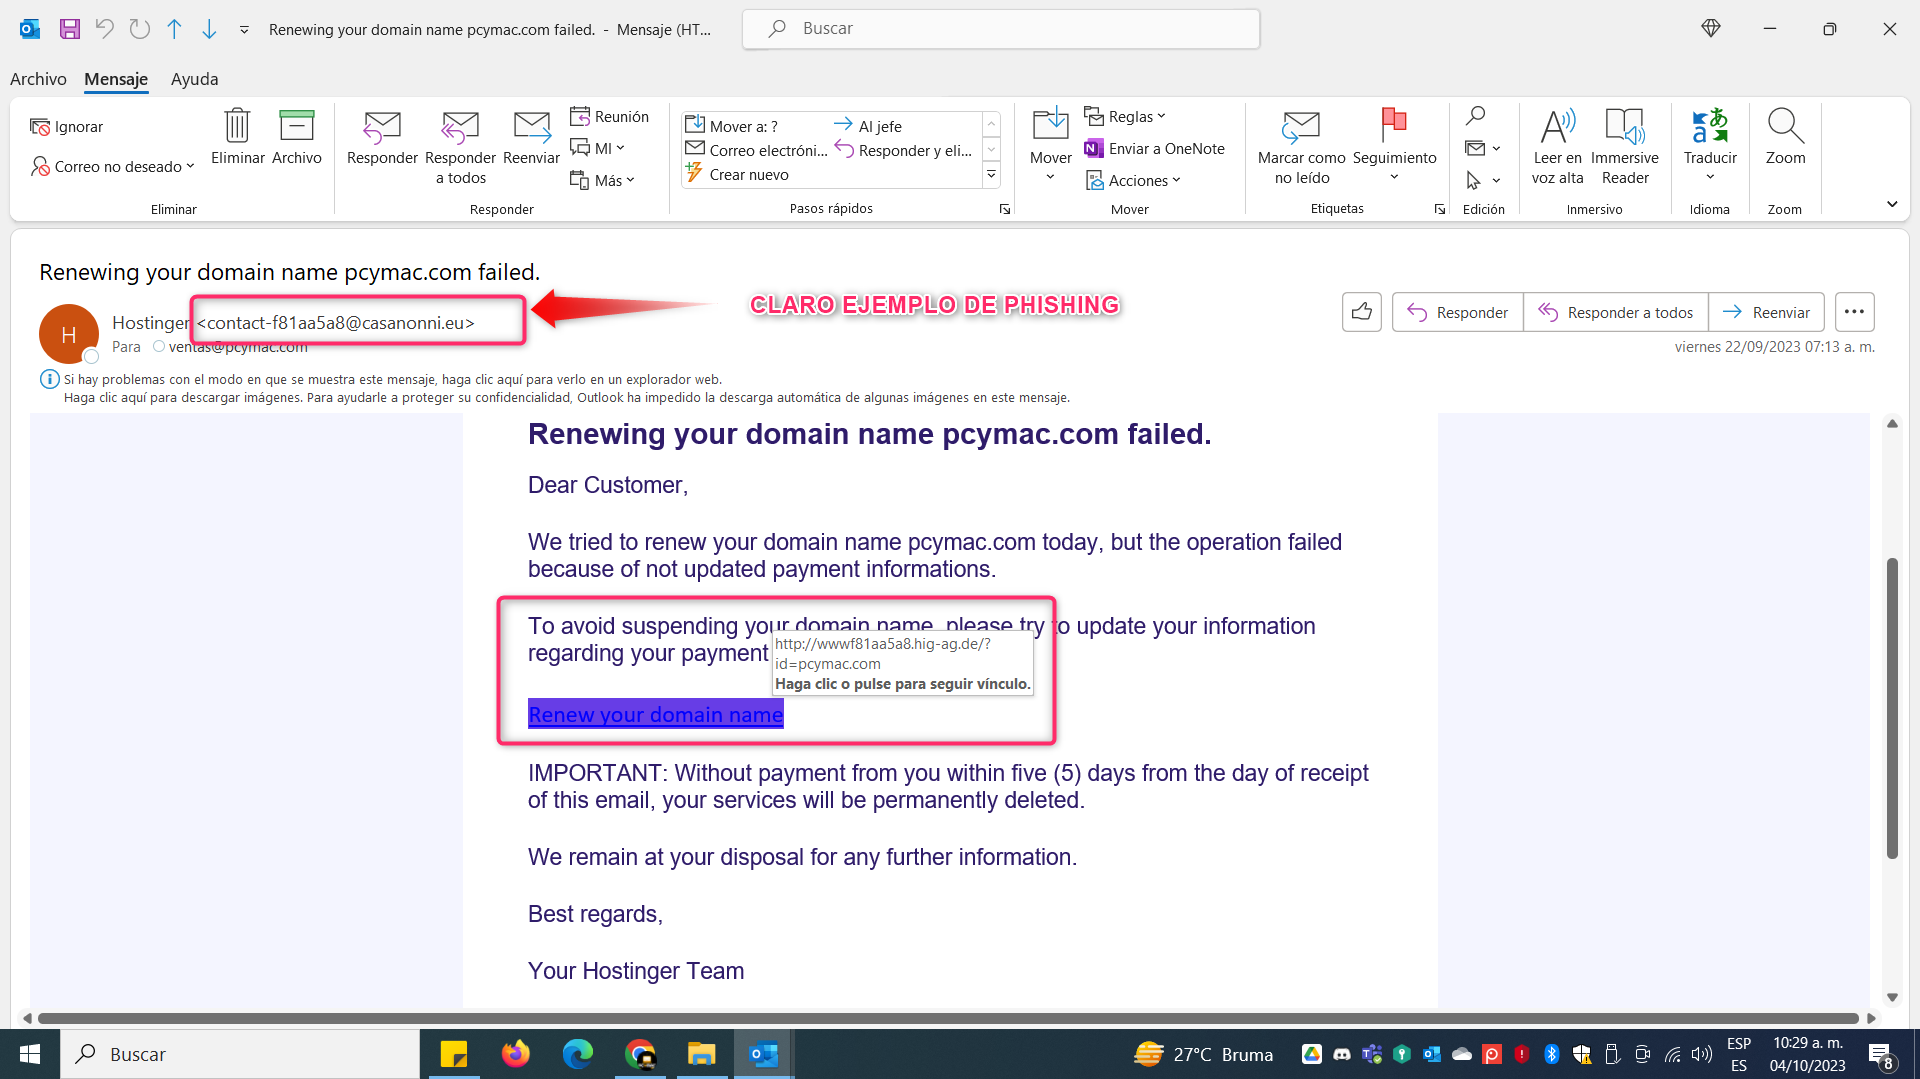 Renewing your domain name pcymac.com failed. - Mensaje (HT...
Buscar
Archivo Mensaje Ayuda
Ignorar
Correo no deseado
Eliminar
Archivo
Eliminar
Responder
Responder a todos
Reenviar
Reunión
MI
Más
Responder
Mover a: ?
Correo electróni...
Crear nuevo
Al jefe
Responder y eli...
Pasos rápidos
Mover
Reglas
Enviar a OneNote
Acciones
Mover
Marcar como
no leído
Seguimiento
Etiquetas
Edición
Leer en
voz alta
Immersive
Reader
Inmersivo
Traducir
Idioma
Zoom
Zoom
Renewing your domain name pcymac.com failed.
H
Hostinger <contact-f81aa5a8@casanonni.eu>
CLARO EJEMPLO DE PHISHING
Responder Responder a todos Reenviar
Para ventas@pcymac.com
viernes 22/09/2023 07:13 a. m.
Si hay problemas con el modo en que se muestra este mensaje, haga clic aquí para verlo en un explorador web.
Haga clic aquí para descargar imágenes. Para ayudarle a proteger su confidencialidad, Outlook ha impedido la descarga automática de algunas imágenes en este mensaje.
Renewing your domain name pcymac.com failed.
Dear Customer,
We tried to renew your domain name pcymac.com today, but the operation failed
because of not updated payment informations.
To avoid suspending your domain name, please try to update your information
regarding your payment
http://wwwf81aa5a8.hig-ag.de/?
id=pcymac.com
Haga clic o pulse para seguir vínculo.
Renew your domain name
IMPORTANT: Without payment from you within five (5) days from the day of receipt
of this email, your services will be permanently deleted.
We remain at your disposal for any further information.
Best regards,
Your Hostinger Team
Buscar
27°C Bruma
ESP
ES
10:29 a. m.
04/10/2023
8